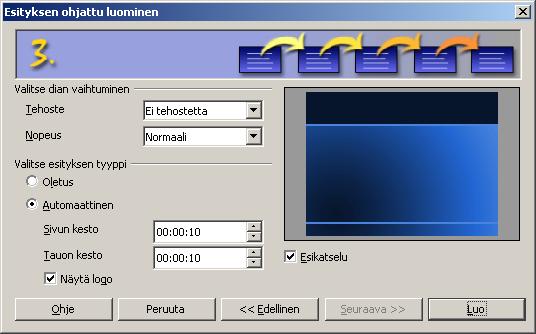 Esityksen ohjattu luominen
3.
Valitse dian vaihtuminen
Tehoste
Ei tehostetta
Nopeus
Normaali
Valitse esityksen tyyppi
Oletus
Automaattinen
Sivun kesto
00:00:10
Tauon kesto
00:00:10
Näytä logo
Esikatselu
Ohje
Peruuta
<< Edellinen
Seuraava >>
Luo